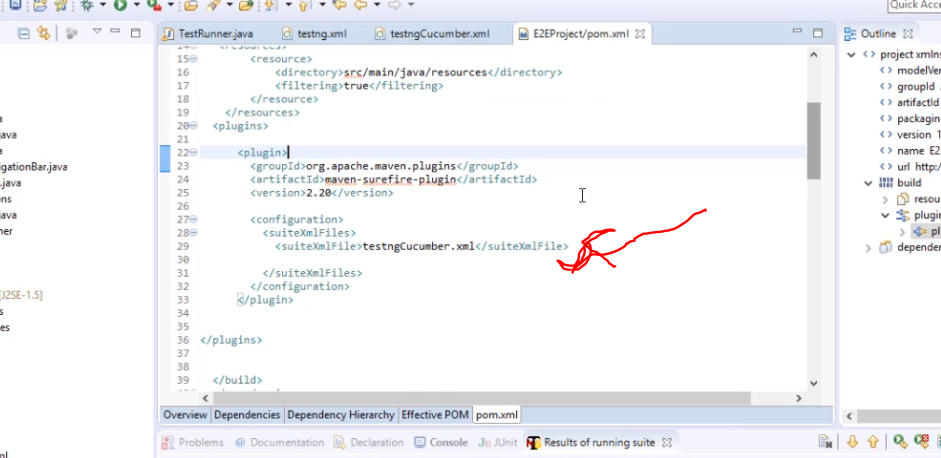 Quick Acce
TestRunner.java testng.xml testngCucumber.xml E2EProject/pom.xml
Outline
15 <resource>
16 <directory>src/main/java/resources</directory>
17 <filtering>true</filtering>
18 </resource>
19 </resources>
20 <plugins>
21
22 <plugin>
23 <groupId>org.apache.maven.plugins</groupId>
24 <artifactId>maven-surefire-plugin</artifactId>
25 <version>2.20</version>
26
27 <configuration>
28 <suiteXmlFiles>
29 <suiteXmlFile>testngCucumber.xml</suiteXmlFile>
30
31 </suiteXmlFiles>
32 </configuration>
33 </plugin>
34
35
36 </plugins>
37
38
39 </build>
Overview Dependencies Dependency Hierarchy Effective POM pom.xml
Problems @ Documentation Declaration Console JUnit Results of running suite
java
java
igationBar.java
.java
ons
java
ner
[J2SE-1.5]
s
es
ml
project xmlns
modelVer
groupId
artifactId
packagin
version 1
name E2
url http:/
build
resou
plugin
pl
depende